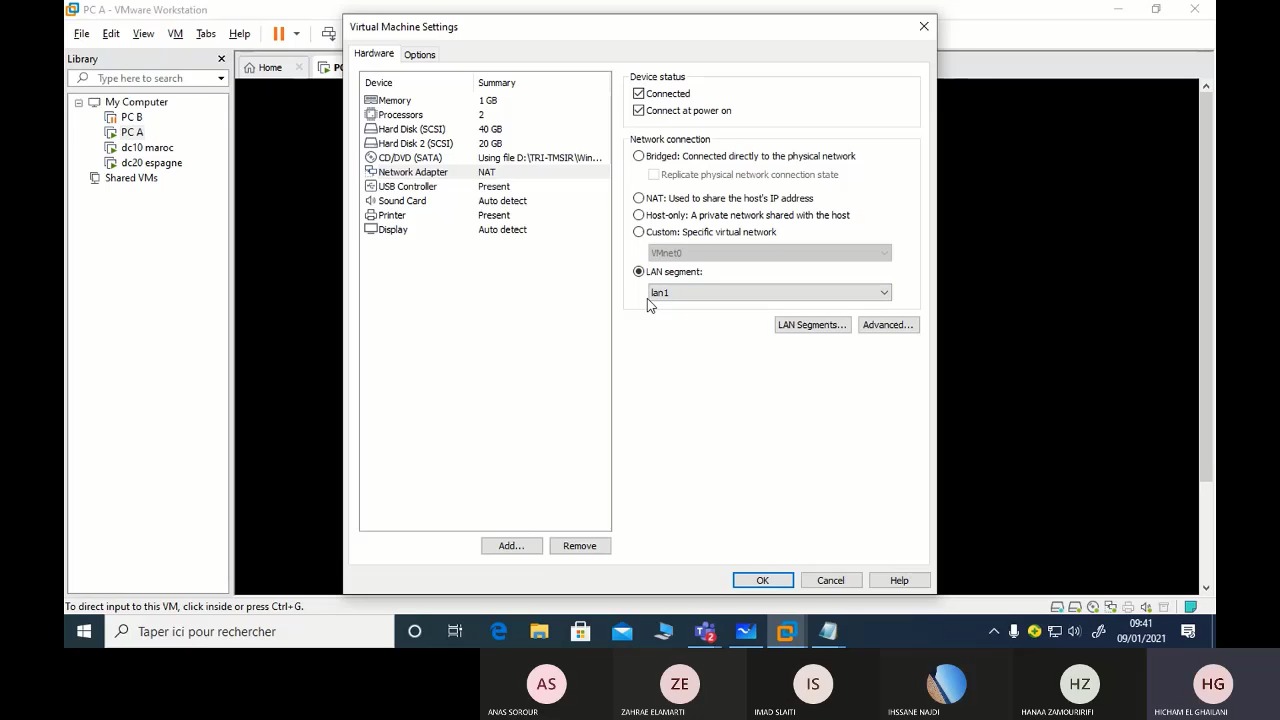 PC A - VMware Workstation
File Edit View VM Tabs Help
Library
Type here to search
My Computer
PC B
PC A
dc10 maroc
dc20 espagne
Shared VMs
Home
PC
Virtual Machine Settings
Hardware Options
Device Summary
Memory 1 GB
Processors 2
Hard Disk (SCSI) 40 GB
Hard Disk 2 (SCSI) 20 GB
CD/DVD (SATA) Using file D:\TRI-TMSIR/Win...
Network Adapter NAT
USB Controller Present
Sound Card Auto detect
Printer Present
Display Auto detect
Add... Remove
Device status
Connected
Connect at power on
Network connection
Bridged: Connected directly to the physical network
Replicate physical network connection state
NAT: Used to share the host's IP address
Host-only: A private network shared with the host
Custom: Specific virtual network
VMnet0
LAN segment:
lan1
LAN Segments... Advanced...
OK Cancel Help
To direct input to this VM, click inside or press Ctrl+G.
Taper ici pour rechercher
09:41
09/01/2021
AS ZE IS HZ HG
ANAS SOROUR ZAHRAE ELAMARTI IMAD SLAITI IHSSANE NAJDI HANAA ZAMOURIRIFI HICHAM EL GHAILANI